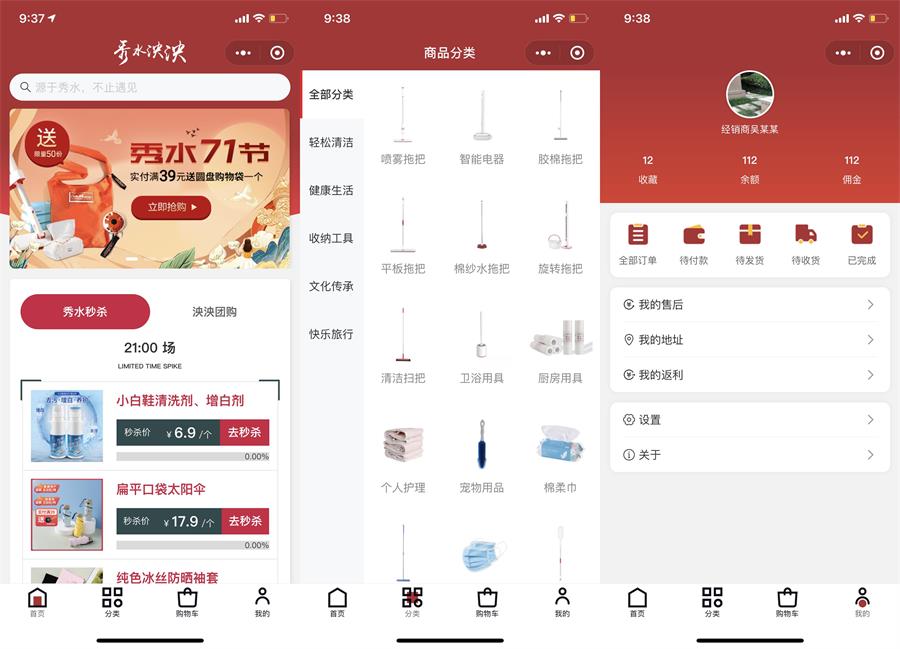 9:37
秀水泱泱
源于秀水，不止遇见
送
限量50份
秀水71节
实付满39元送圆盘购物袋一个
立即抢购
秀水秒杀
泱泱团购
21:00 场
LIMITED TIME SPIKE
去污·增白·养护
小白鞋清洗剂、增白剂
秒杀价 ¥6.9/个 去秒杀
0.00%
扁平口袋太阳伞
秒杀价 ¥17.9/个 去秒杀
0.00%
纯色冰丝防晒袖套
首页 分类 购物车 我的
9:38
商品分类
全部分类
轻松清洁
健康生活
收纳工具
文化传承
快乐旅行
喷雾拖把 智能电器 胶棉拖把
平板拖把 棉纱水拖把 旋转拖把
清洁扫把 卫浴用具 厨房用具
个人护理 宠物用品 棉柔巾
首页 分类 购物车 我的
9:38
经销商吴某某
12 112 112
收藏 余额 佣金
全部订单 待付款 待发货 待收货 已完成
我的售后
我的地址
我的返利
设置
关于
首页 分类 购物车 我的